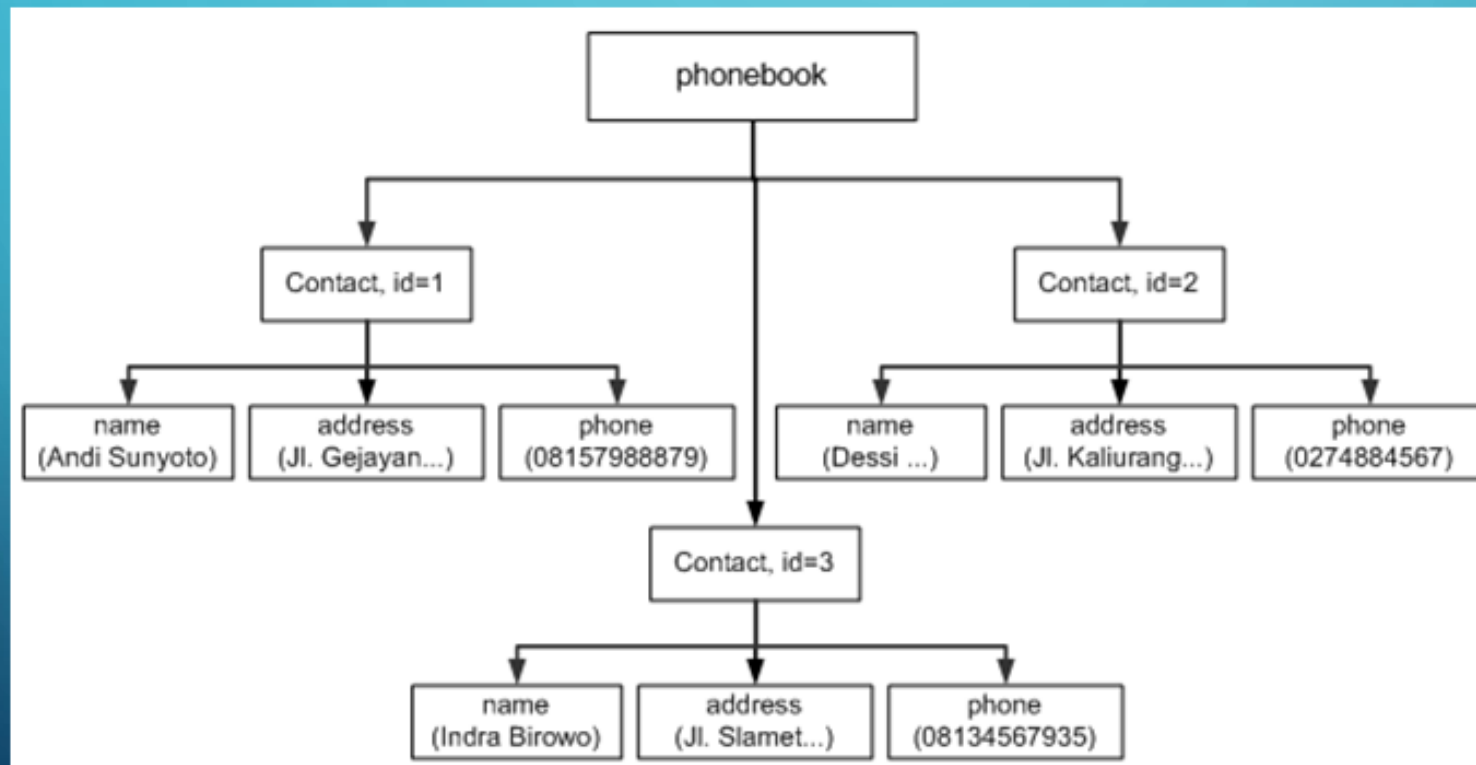 phonebook
Contact, id=1
Contact, id=2
name
(Andi Sunyoto)
address
(Jl. Gejayan...)
phone
(08157988879)
name
(Dessi ...)
address
(Jl. Kaliurang...)
phone
(0274884567)
Contact, id=3
name
(Indra Birowo)
address
(Jl. Slamet...)
phone
(08134567935)